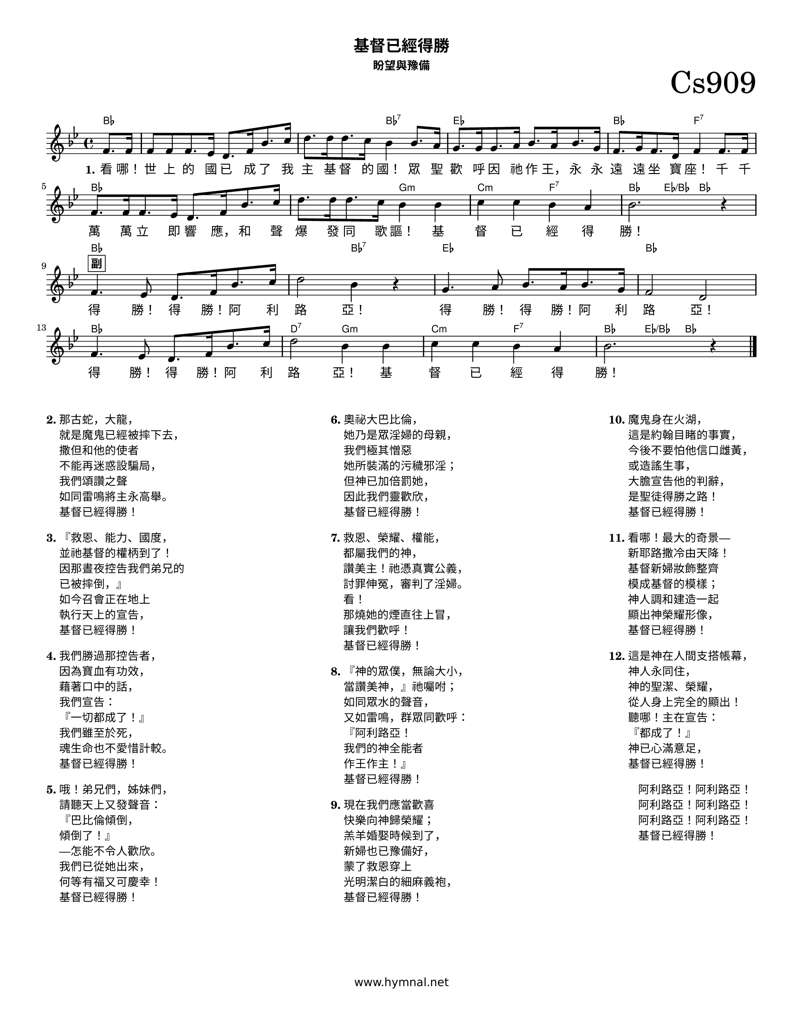 基督已經得勝
盼望與豫備
Cs909
B♭ B♭7 E♭ B♭ F7
1. 看 哪！世 上 的 國已 成了 我 主 基督 的國！ 眾 聖 歡 呼因 祂作王，永 永 遠 遠坐 寶座！ 千 千
5
B♭ Gm Cm F7 B♭ E♭/B♭ B♭
萬 萬立 即響 應，和 聲 爆 發同 歌謳！ 基 督 已 經 得 勝！
B♭ B♭7 E♭ B♭
副
9
得 勝！ 得 勝！阿 利 路 亞！ 得 勝！ 得 勝！阿 利 路 亞！
13
B♭ D7 Gm Cm F7 B♭ E♭/B♭ B♭
得 勝！ 得 勝！阿 利 路 亞！ 基 督 已 經 得 勝！
2. 那古蛇，大龍，
就是魔鬼已經被摔下去，
撒但和他的使者
不能再迷惑設騙局，
我們頌讚之聲
如同雷鳴將主永高舉。
基督已經得勝！
3. 『救恩、能力、國度，
並祂基督的權柄到了！
因那晝夜控告我們弟兄的
已被摔倒，』
如今召會正在地上
執行天上的宣告，
基督已經得勝！
4. 我們勝過那控告者，
因為寶血有功效，
藉著口中的話，
我們宣告：
『一切都成了！』
我們雖至於死，
魂生命也不愛惜計較。
基督已經得勝！
5. 哦！弟兄們，姊妹們，
請聽天上又發聲音：
『巴比倫傾倒，
傾倒了！』
—怎能不令人歡欣。
我們已從她出來，
何等有福又可慶幸！
基督已經得勝！
6. 奧祕大巴比倫，
她乃是眾淫婦的母親，
我們極其憎惡
她所裝滿的污穢邪淫；
但神已加倍罰她，
因此我們靈歡欣，
基督已經得勝！
7. 救恩、榮耀、權能，
都屬我們的神，
讚美主！祂憑真實公義，
討罪伸冤，審判了淫婦。
看！
那燒她的煙直往上冒，
讓我們歡呼！
基督已經得勝！
8. 『神的眾僕，無論大小，
當讚美神，』祂囑咐；
如同眾水的聲音，
又如雷鳴，群眾同歡呼：
『阿利路亞！
我們的神全能者
作王作主！』
基督已經得勝！
9. 現在我們應當歡喜
快樂向神歸榮耀；
羔羊婚娶時候到了，
新婦也已豫備好，
蒙了救恩穿上
光明潔白的細麻義袍，
基督已經得勝！
10. 魔鬼身在火湖，
這是約翰目睹的事實，
今後不要怕他信口雌黃，
或造謠生事，
大膽宣告他的判辭，
是聖徒得勝之路！
基督已經得勝！
11. 看哪！最大的奇景—
新耶路撒冷由天降！
基督新婦妝飾整齊
模成基督的模樣；
神人調和建造一起
顯出神榮耀形像，
基督已經得勝！
12. 這是神在人間支搭帳幕，
神人永同住，
神的聖潔、榮耀，
從人身上完全的顯出！
聽哪！主在宣告：
『都成了！』
神已心滿意足，
基督已經得勝！
阿利路亞！阿利路亞！
阿利路亞！阿利路亞！
阿利路亞！阿利路亞！
基督已經得勝！
www.hymnal.net